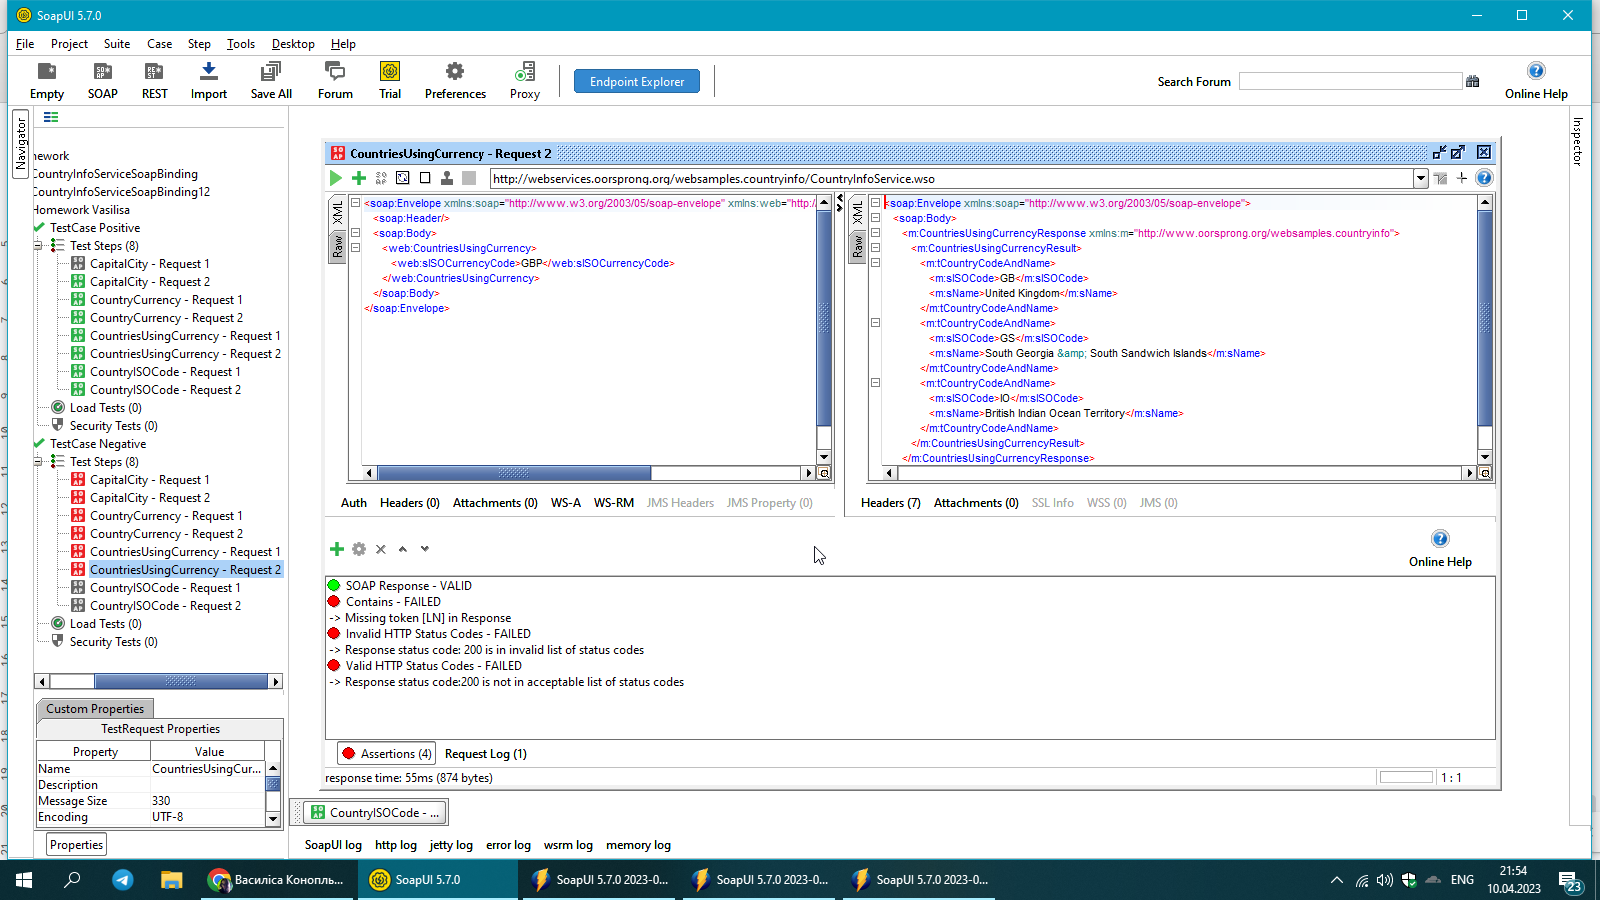 SoapUI 5.7.0
File Project Suite Case Step Tools Desktop Help
Empty SOAP REST Import Save All Forum Trial Preferences Proxy Endpoint Explorer Search Forum Online Help
Navigator
Inspector
CountryInfoServiceSoapBinding
CountryInfoServiceSoapBinding12
Homework Vasilisa
TestCase Positive
Test Steps (8)
CapitalCity - Request 1
CapitalCity - Request 2
CountryCurrency - Request 1
CountryCurrency - Request 2
CountriesUsingCurrency - Request 1
CountriesUsingCurrency - Request 2
CountryISOCode - Request 1
CountryISOCode - Request 2
Load Tests (0)
Security Tests (0)
TestCase Negative
Test Steps (8)
CapitalCity - Request 1
CapitalCity - Request 2
CountryCurrency - Request 1
CountryCurrency - Request 2
CountriesUsingCurrency - Request 1
CountriesUsingCurrency - Request 2
CountryISOCode - Request 1
CountryISOCode - Request 2
Load Tests (0)
Security Tests (0)
Custom Properties
TestRequest Properties
Property Value
Name CountriesUsingCur...
Description
Message Size 330
Encoding UTF-8
Properties
CountriesUsingCurrency - Request 2
http://webservices.oorsprong.org/websamples.countryinfo/CountryInfoService.wso
XML
Raw
<soap:Envelope xmlns:soap="http://www.w3.org/2003/05/soap-envelope" xmlns:web="http:/
<soap:Header/>
<soap:Body>
<web:CountriesUsingCurrency>
<web:sISOCurrencyCode>GBP</web:sISOCurrencyCode>
</web:CountriesUsingCurrency>
</soap:Body>
</soap:Envelope>
Auth Headers (0) Attachments (0) WS-A WS-RM JMS Headers JMS Property (0)
XML
Raw
<soap:Envelope xmlns:soap="http://www.w3.org/2003/05/soap-envelope">
<soap:Body>
<m:CountriesUsingCurrencyResponse xmlns:m="http://www.oorsprong.org/websamples.countryinfo">
<m:CountriesUsingCurrencyResult>
<m:tCountryCodeAndName>
<m:sISOCode>GB</m:sISOCode>
<m:sName>United Kingdom</m:sName>
</m:tCountryCodeAndName>
<m:tCountryCodeAndName>
<m:sISOCode>GS</m:sISOCode>
<m:sName>South Georgia &amp; South Sandwich Islands</m:sName>
</m:tCountryCodeAndName>
<m:tCountryCodeAndName>
<m:sISOCode>IO</m:sISOCode>
<m:sName>British Indian Ocean Territory</m:sName>
</m:tCountryCodeAndName>
</m:CountriesUsingCurrencyResult>
</m:CountriesUsingCurrencyResponse>
Headers (7) Attachments (0) SSL Info WSS (0) JMS (0)
Online Help
SOAP Response - VALID
Contains - FAILED
-> Missing token [LN] in Response
Invalid HTTP Status Codes - FAILED
-> Response status code: 200 is in invalid list of status codes
Valid HTTP Status Codes - FAILED
-> Response status code:200 is not in acceptable list of status codes
Assertions (4) Request Log (1)
response time: 55ms (874 bytes) 1 : 1
CountryISOCode - ...
SoapUI log http log jetty log error log wsrm log memory log
Василіса Конопль... SoapUI 5.7.0 SoapUI 5.7.0 2023-0... SoapUI 5.7.0 2023-0... SoapUI 5.7.0 2023-0... ENG 21:54
10.04.2023 23